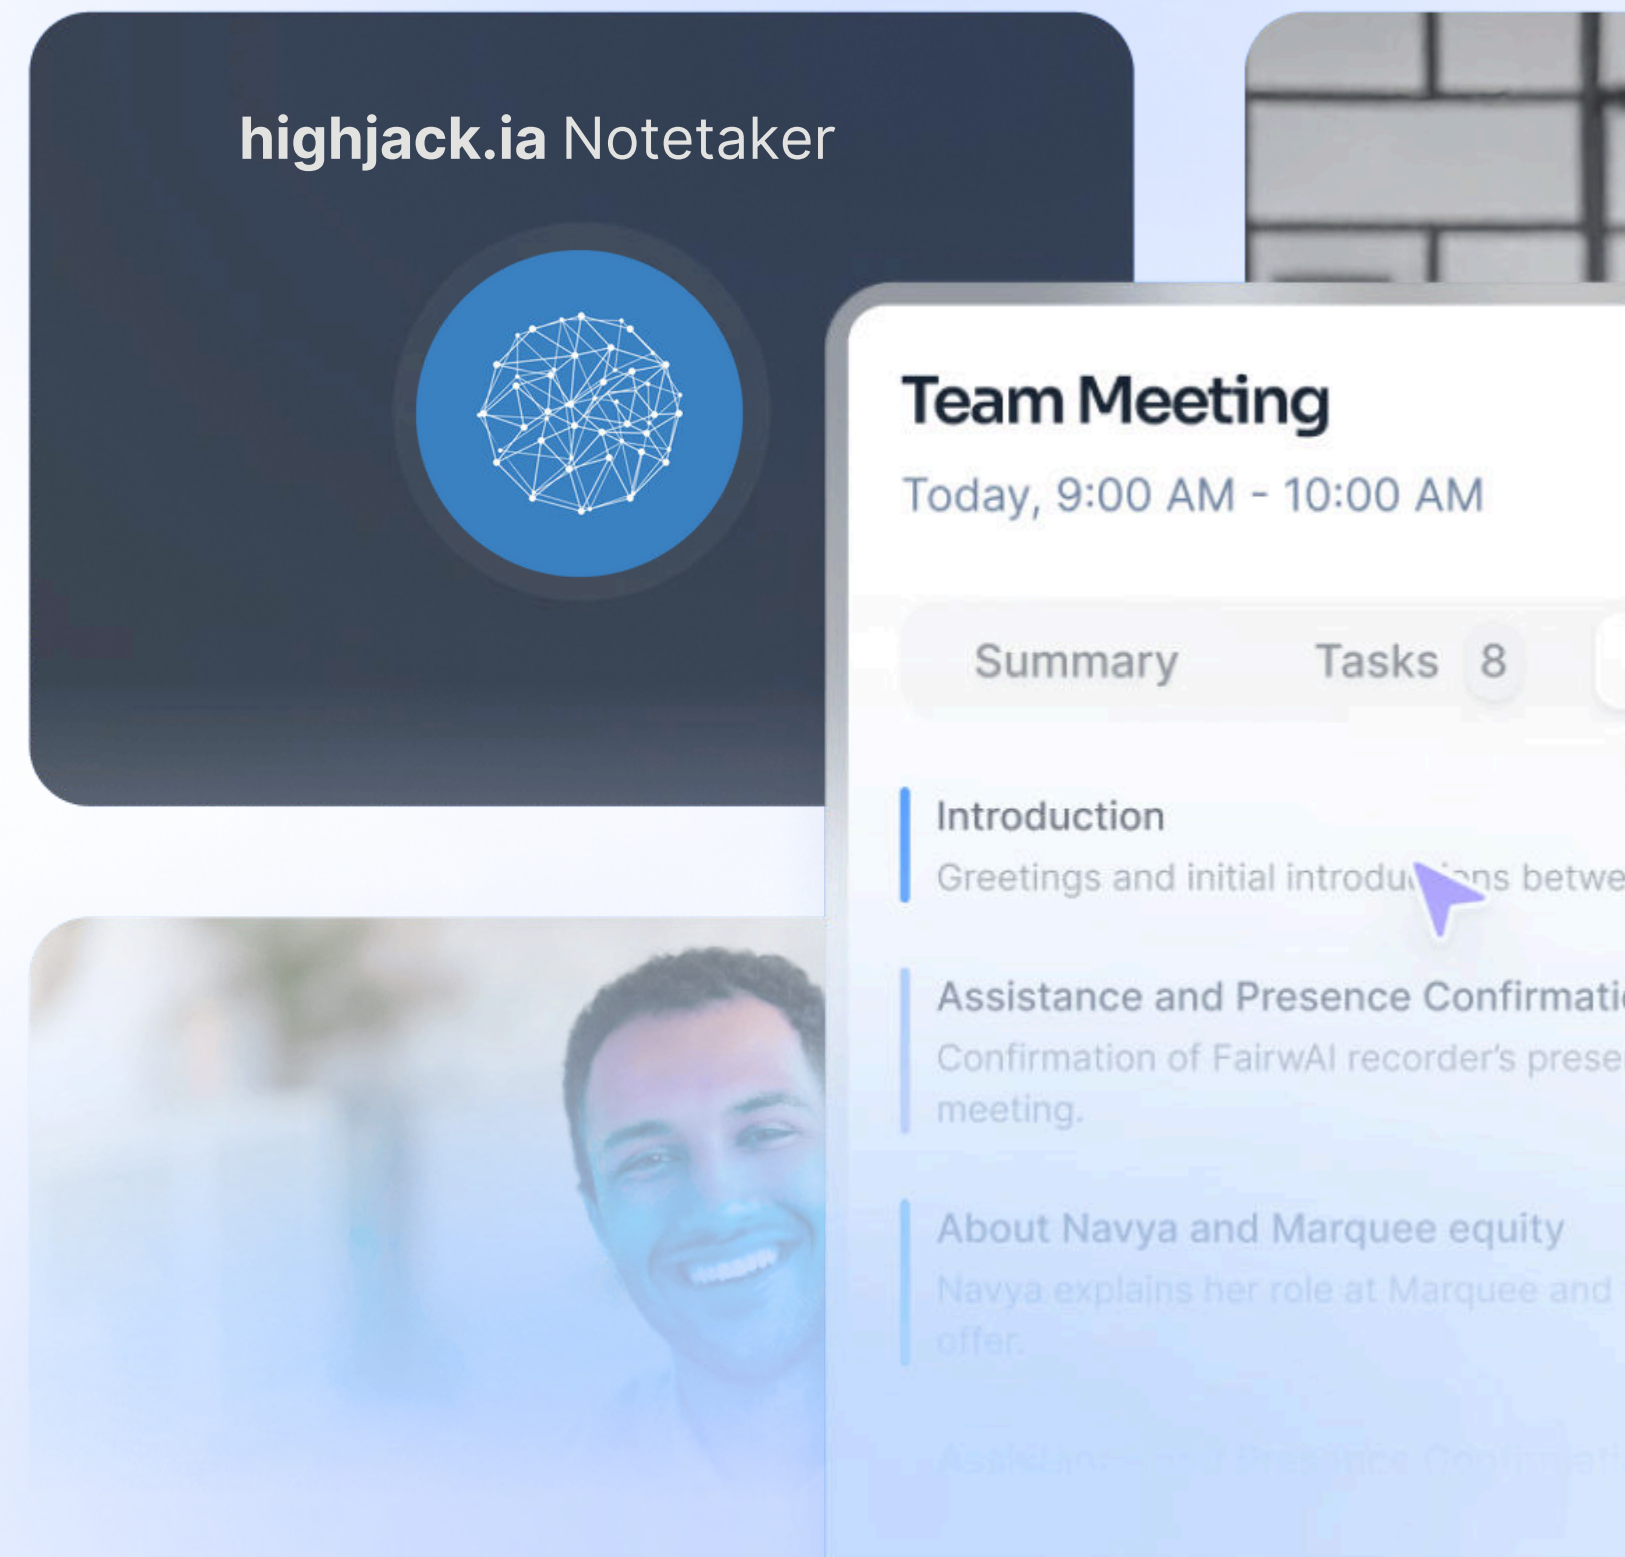 highjack.ia Notetaker
Team Meeting
Today, 9:00 AM - 10:00 AM
Summary Tasks 8
Introduction
Greetings and initial introductions betwe
Assistance and Presence Confirmati
Confirmation of FairwAI recorder's prese
meeting.
About Navya and Marquee equity
Navya explains her role at Marquee and
offer.